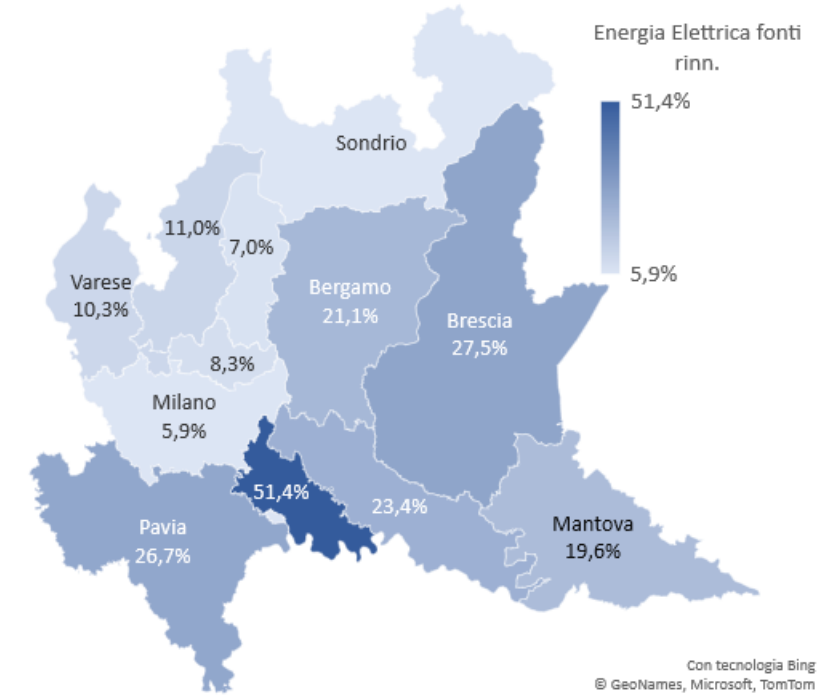 Energia Elettrica fonti
rinn.
51,4%
5,9%
Sondrio
11,0%
7,0%
Varese
10,3%
Bergamo
21,1%
Brescia
27,5%
8,3%
Milano
5,9%
51,4%
23,4%
Pavia
26,7%
Mantova
19,6%
Con tecnologia Bing
© GeoNames, Microsoft, TomTom